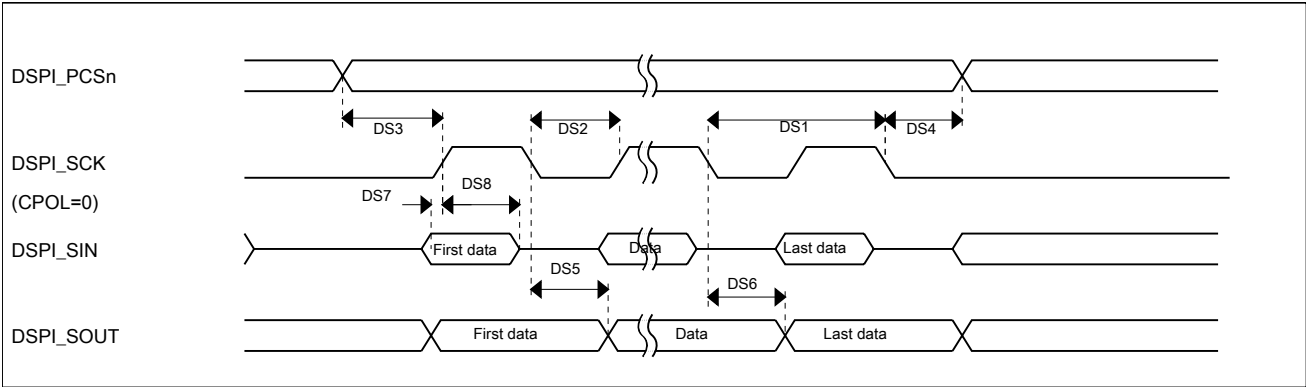 DSPI_PCSn
DS3
DS2
DS1
DS4
DSPI_SCK
(CPOL=0)
DS7
DS8
DSPI_SIN
First data
Data
Last data
DS5
DS6
DSPI_SOUT
First data
Data
Last data